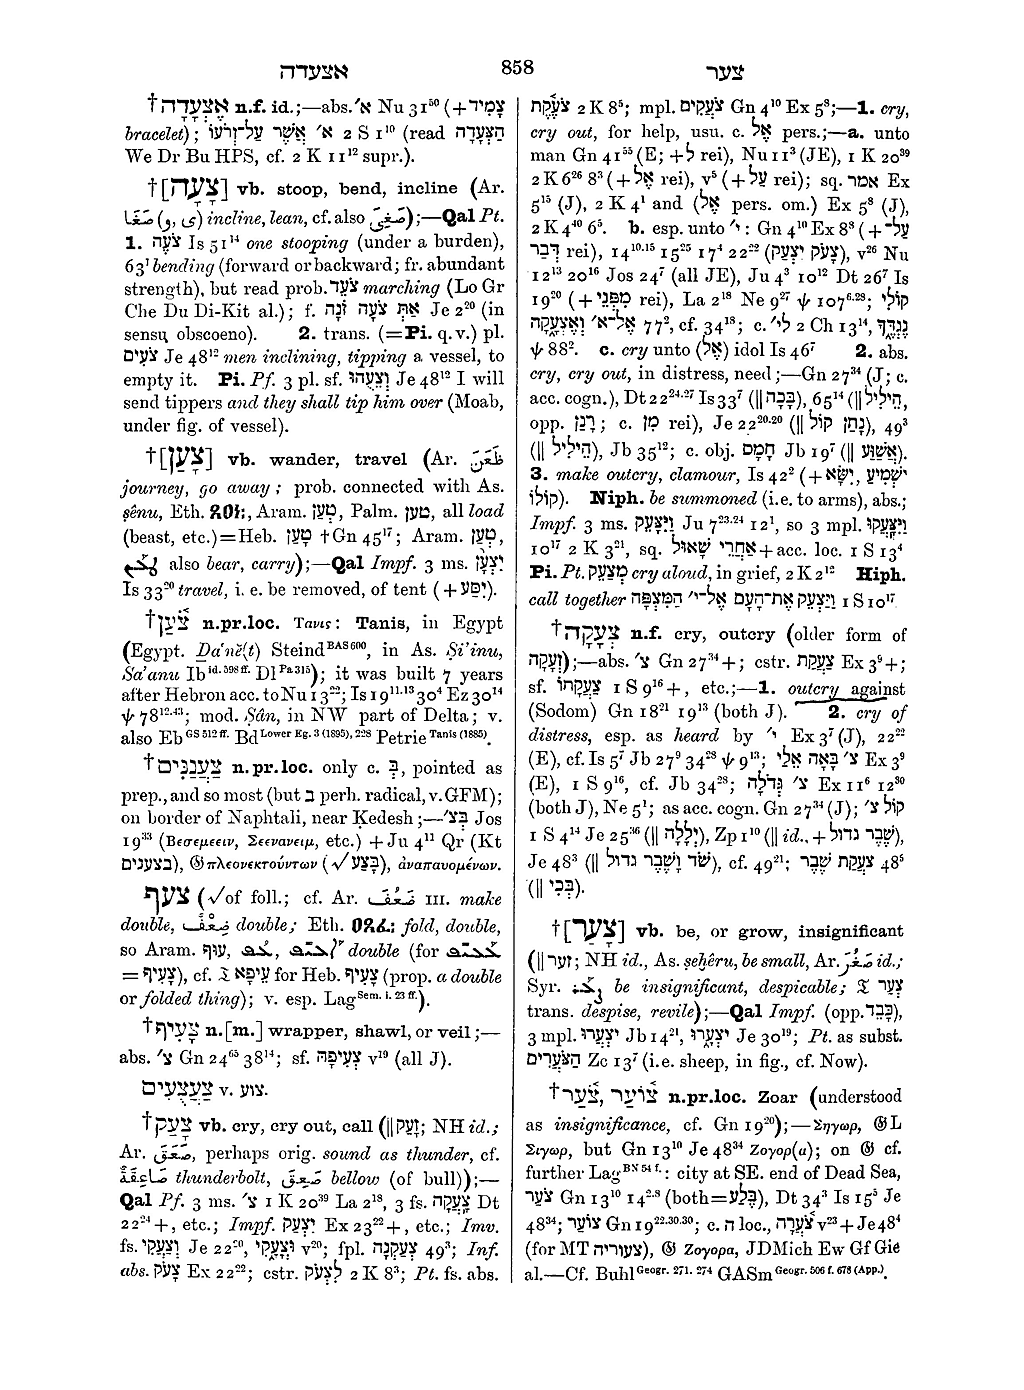 אצעדה 858 צער
†אֶצְעָדָה n.f. id.;—abs. א׳ Nu 31⁵⁰ (+צָמִיד
bracelet); א׳ אֲשֶׁר עַל־זְרֹעוֹ 2 S 1¹⁰ (read הַצְּעָדָה
We Dr Bu HPS, cf. 2 K 11¹² supr.).
†[צָעָה] vb. stoop, bend, incline (Ar.
صَغَا (و, ى) incline, lean, cf. also صَغِىَ);—Qal Pt.
1. צֹעֶה Is 51¹⁴ one stooping (under a burden),
63¹ bending (forward or backward; fr. abundant
strength), but read prob. צֹעֵד marching (Lo Gr
Che Du Di-Kit al.); f. אַתְּ צֹעָה זֹנָה Je 2²⁰ (in
sensu obscoeno). 2. trans. (=Pi. q.v.) pl.
צֹעִים Je 48¹² men inclining, tipping a vessel, to
empty it. Pi. Pf. 3 pl. sf. וְצֵעֻהוּ Je 48¹² I will
send tippers and they shall tip him over (Moab,
under fig. of vessel).
†[צָעַן] vb. wander, travel (Ar. ظَعَنَ
journey, go away; prob. connected with As.
ṣênu, Eth. Aram. טְעַן, Palm. טען, all load
(beast, etc.)=Heb. טָעַן †Gn 45¹⁷; Aram. טְעַן,
also bear, carry);—Qal Impf. 3 ms. יִצְעָן
Is 33²⁰ travel, i. e. be removed, of tent (+יִסַּע).
†צֹעַן n.pr.loc. Τανις: Tanis, in Egypt
(Egypt. Ḏa'nĕ(t) Steind BAS 600, in As. Ṣi'inu,
Ṣa'anu Ib id. 598 ff. Dl Pa 315); it was built 7 years
after Hebron acc. to Nu 13²²; Is 19¹¹·¹³ 30⁴ Ez 30¹⁴
ψ 78¹²·⁴³; mod. Ṣân, in NW part of Delta; v.
also Eb GS 512 ff. Bd Lower Eg. 3 (1895), 228 Petrie Tanis (1885).
†צַעֲנַנִּים n.pr.loc. only c. בְּ, pointed as
prep., and so most (but ב perh. radical, v. GFM);
on border of Naphtali, near Ḳedesh;—בְּצ׳ Jos
19³³ (Βεσεμεειν, Σεεναειμ, etc.) + Ju 4¹¹ Qr (Kt
בצענים), 𝔊 πλεονεκτούντων (√בֶּצַע), ἀναπαυομένων.
צעף (√of foll.; cf. Ar. ضَعُفَ III. make
double, ضِعْفٌ double; Eth. fold, double,
so Aram. עוּף, double (for
= צְעִיף), cf. 𝔗 עֵיפָא for Heb. צָעִיף (prop. a double
or folded thing); v. esp. Lag Sem. i. 23 ff.).
†צָעִיף n.[m.] wrapper, shawl, or veil;—
abs. צ׳ Gn 24⁶⁵ 38¹⁴; sf. צְעִיפָהּ v¹⁹ (all J).
צַעֲצֻעִים v. צוע.
†צָעַק vb. cry, cry out, call (‖זָעַק; NH id.;
Ar. صَعَقَ, perhaps orig. sound as thunder, cf.
صَاعِقَةٌ thunderbolt, صَعِقَ bellow (of bull));—
Qal Pf. 3 ms. צ׳ 1 K 20³⁹ La 2¹⁸, 3 fs. צָעֲקָה Dt
22²⁴ +, etc.; Impf. יִצְעַק Ex 23²² +, etc.; Imv.
fs. וְצַעֲקִי Je 22²⁰, וּצְעָקִי v²⁰; fpl. צְעַקְנָה 49³; Inf.
abs. צָעֹק Ex 22²²; cstr. לִצְעֹק 2 K 8³; Pt. fs. abs.
צֹעֶקֶת 2 K 8⁵; mpl. צֹעֲקִים Gn 4¹⁰ Ex 5⁸;—1. cry,
cry out, for help, usu. c. אֶל pers.;—a. unto
man Gn 41⁵⁵ (E; +לְ rei), Nu 11³ (JE), 1 K 20³⁹
2 K 6²⁶ 8³ (+אֶל rei), v⁵ (+עַל rei); sq. אמר Ex
5¹⁵ (J), 2 K 4¹ and (אֶל pers. om.) Ex 5⁸ (J),
2 K 4⁴⁰ 6⁵. b. esp. unto י׳: Gn 4¹⁰ Ex 8⁸ (+עַל־
דְּבַר rei), 14¹⁰·¹⁵ 15²⁵ 17⁴ 22²² (צָעֹק יִצְעַק), v²⁶ Nu
12¹³ 20¹⁶ Jos 24⁷ (all JE), Ju 4³ 10¹² Dt 26⁷ Is
19²⁰ (+מִפְּנֵי rei), La 2¹⁸ Ne 9²⁷ ψ 107⁶·²⁸; קוֹלִי
אֶל־א׳ וְאֶצְעָקָה 77², cf. 34¹⁸; c. לי׳ 2 Ch 13¹⁴, נֶגְדֶּךָ
ψ 88². c. cry unto (אֶל) idol Is 46⁷ 2. abs.
cry, cry out, in distress, need;—Gn 27³⁴ (J; c.
acc. cogn.), Dt 22²⁴·²⁷ Is 33⁷ (‖בָּכָה), 65¹⁴ (‖הֵילִיל,
opp. רָנַן; c. מִן rei), Je 22²⁰·²⁰ (‖נָתַן קוֹל), 49³
(‖הֵילִיל), Jb 35¹²; c. obj. חָמָס Jb 19⁷ (‖אֲשַׁוַּע).
3. make outcry, clamour, Is 42² (+יִשָּׂא, יַשְׁמִיעַ
קוֹלוֹ). Niph. be summoned (i.e. to arms), abs.;
Impf. 3 ms. וַיִּצָּעֵק Ju 7²³·²⁴ 12¹, so 3 mpl. וַיִּצָּעֲקוּ
10¹⁷ 2 K 3²¹, sq. אַחֲרֵי שָׁאוּל + acc. loc. 1 S 13⁴
Pi. Pt. מְצַעֵק cry aloud, in grief, 2 K 2¹² Hiph.
call together וַיַּצְעֵק אֶת־הָעָם אֶל־י׳ הַמִּצְפָּה 1 S 10¹⁷
†צְעָקָה n.f. cry, outcry (older form of
זְעָקָה);—abs. צ׳ Gn 27³⁴ +; cstr. צַעֲקַת Ex 3⁹ +;
sf. צַעֲקָתוֹ 1 S 9¹⁶ +, etc.;—1. outcry against
(Sodom) Gn 18²¹ 19¹³ (both J). 2. cry of
distress, esp. as heard by י׳ Ex 3⁷ (J), 22²²
(E), cf. Is 5⁷ Jb 27⁹ 34²⁸ ψ 9¹³; צ׳ בָּאָה אֵלַי Ex 3⁹
(E), 1 S 9¹⁶, cf. Jb 34²⁸; צ׳ גְּדֹלָה Ex 11⁶ 12³⁰
(both J), Ne 5¹; as acc. cogn. Gn 27³⁴ (J); קוֹל צ׳
1 S 4¹⁴ Je 25³⁶ (‖יְלָלָה), Zp 1¹⁰ (‖id., + שֶׁבֶר גדול),
Je 48³ (‖שֹׁד וָשֶׁבֶר גדול), cf. 49²¹; צַעֲקַת שֶׁבֶר 48⁵
(‖בְּכִי).
†[צָעַר] vb. be, or grow, insignificant
(‖זער; NH id., As. ṣeḫêru, be small, Ar. صَغُرَ id.;
Syr. be insignificant, despicable; 𝔗 צְעַר
trans. despise, revile);—Qal Impf. (opp. כָּבֵד),
3 mpl. יִצְעֲרוּ Jb 14²¹, יִצְעָרוּ Je 30¹⁹; Pt. as subst.
הַצֹּעֲרִים Zc 13⁷ (i.e. sheep, in fig., cf. Now).
†צוֹעַר, צֹעַר n.pr.loc. Zoar (understood
as insignificance, cf. Gn 19²⁰);—Σηγωρ, 𝔊L
Σιγωρ, but Gn 13¹⁰ Je 48³⁴ Ζογορ(α); on 𝔊 cf.
further Lag BN 54 f.: city at SE. end of Dead Sea,
צֹעַר Gn 13¹⁰ 14²·⁸ (both=בֶּלַע), Dt 34³ Is 15⁵ Je
48³⁴; צוֹעַר Gn 19²²·³⁰·³⁰; c. ה loc., צֹעֲרָה v²³ + Je 48⁴
(for MT צעוריה), 𝔊 Ζογορα, JDMich Ew Gf Gie
al.—Cf. Buhl Geogr. 271. 274 GASm Geogr. 506 f. 678 (App.).